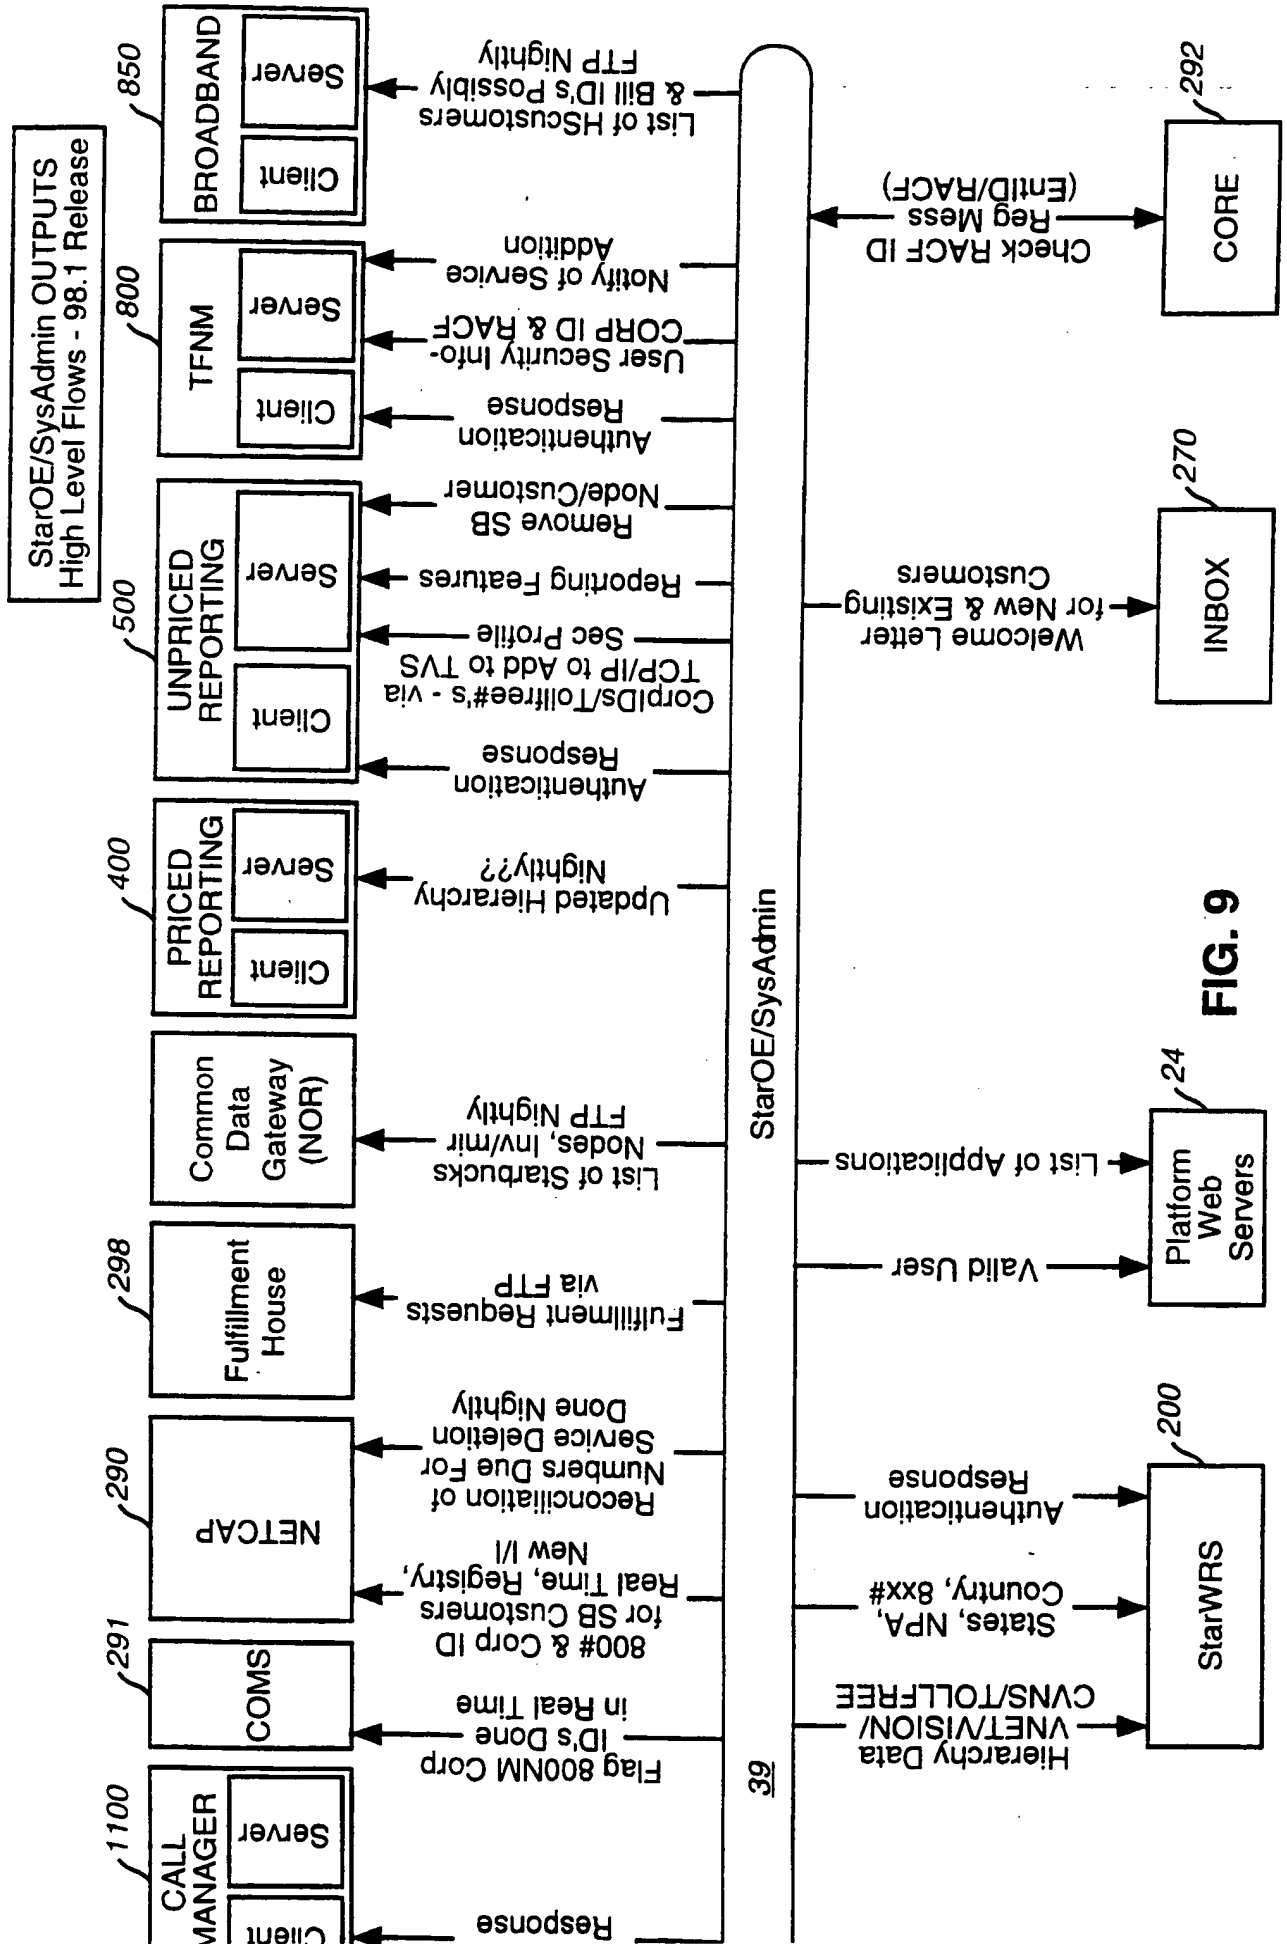 StarOE/SysAdmin OUTPUTS
High Level Flows - 98.1 Release
1100
CALL
MANAGER
Client
Server
Response
291
COMS
Flag 800NM Corp
ID's Done
in Real Time
290
NETCAP
800# & Corp ID
for SB Customers
Real Time, Registry,
New I/I
Reconciliation of
Numbers Due For
Service Deletion
Done Nightly
298
Fulfillment
House
Fulfillment Requests
via FTP
Common
Data
Gateway
(NOR)
List of Starbucks
Nodes, Inv/mir
FTP Nightly
400
PRICED
REPORTING
Client
Server
Updated Hierarchy
Nightly??
500
UNPRICED
REPORTING
Client
Server
Authentication
Response
CorpIDs/Tollfree#'s - via
TCP/IP to Add to TVS
Sec Profile
Reporting Features
Remove SB
Node/Customer
800
TFNM
Client
Server
Authentication
Response
User Security Info-
CORP ID & RACF
Notify of Service
Addition
850
BROADBAND
Client
Server
List of HScustomers
& Bill ID's Possibly
FTP Nightly
39
StarOE/SysAdmin
Hierarchy Data
VNET/VISION/
CVNS/TOLLFREE
States, NPA,
Country, 8xx#
Authentication
Response
200
StarWRS
Valid User
List of Applications
24
Platform
Web
Servers
Welcome Letter
for New & Existing
Customers
270
INBOX
Check RACF ID
Reg Mess
(EntID/RACF)
292
CORE
FIG. 9